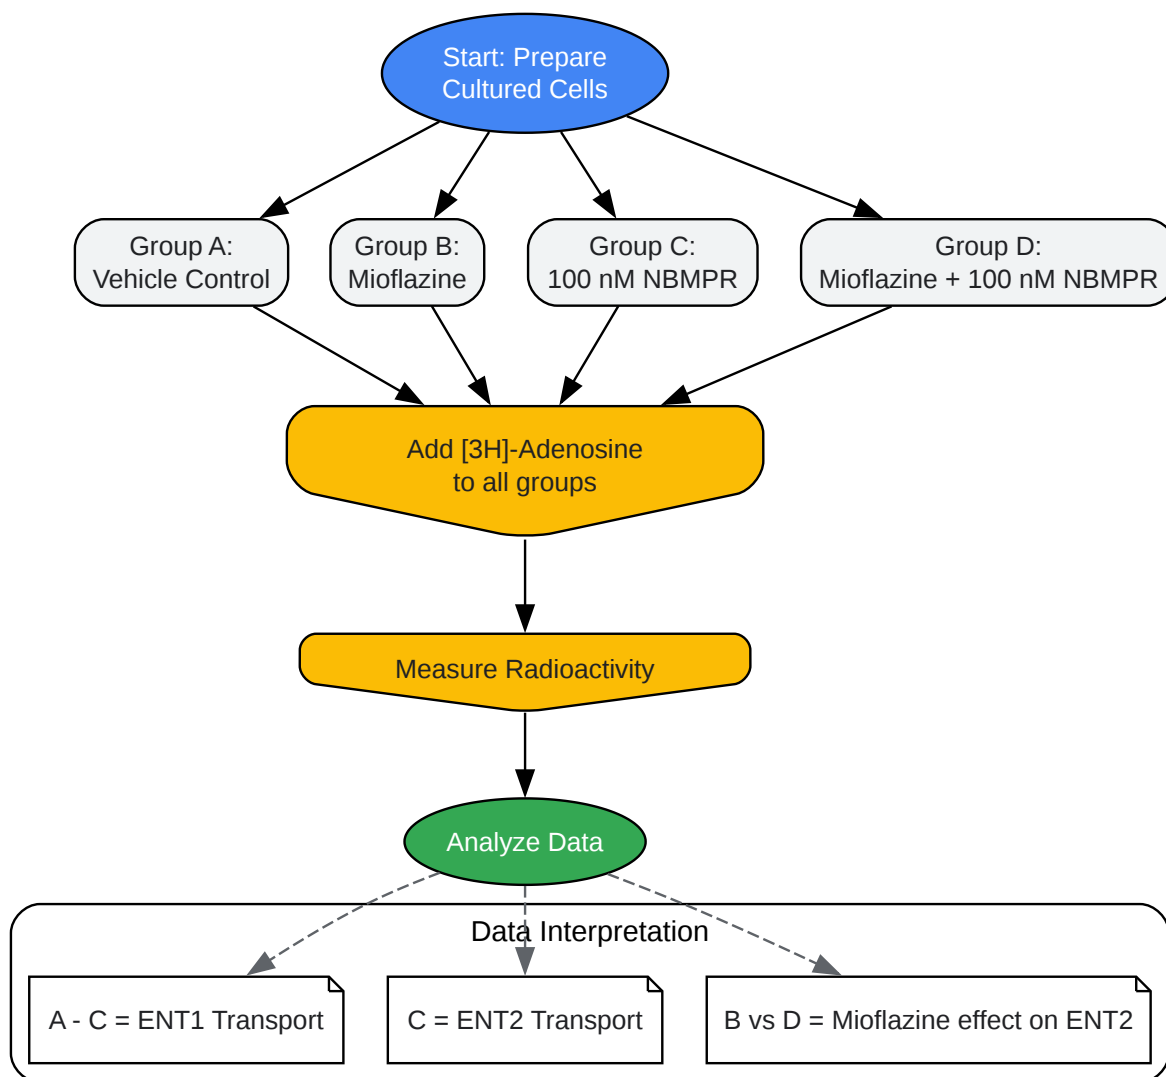 Start: Prepare
Cultured Cells
Group A:
Vehicle Control
Group B:
Mioflazine
Group C:
100 nM NBMPR
Group D:
Mioflazine + 100 nM NBMPR
Add [3H]-Adenosine
to all groups
Measure Radioactivity
Analyze Data
Data Interpretation
A - C = ENT1 Transport
C = ENT2 Transport
B vs D = Mioflazine effect on ENT2